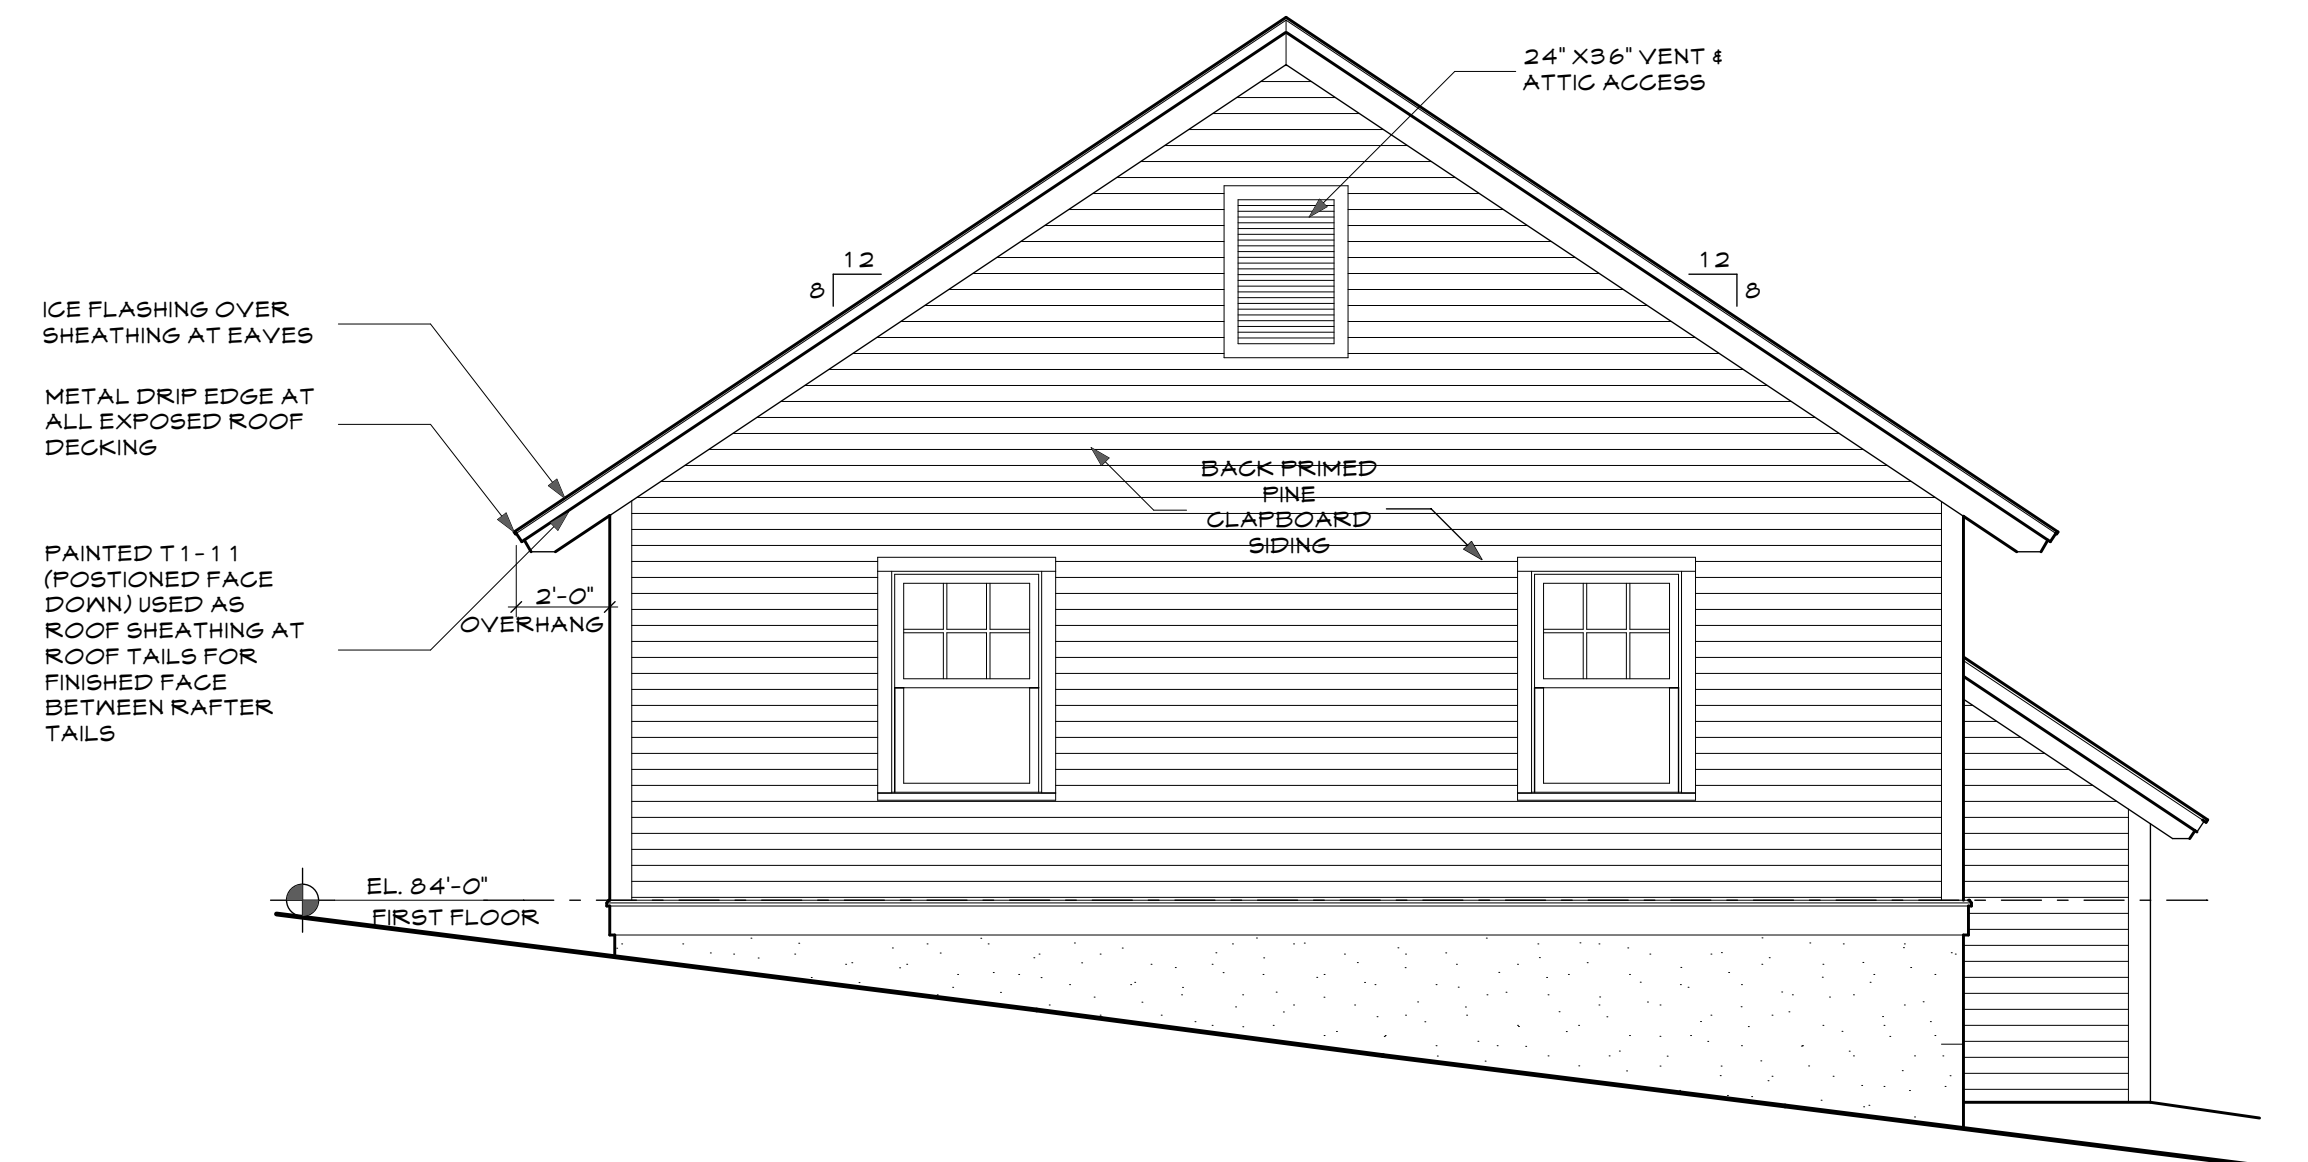 24" X36" VENT &
ATTIC ACCESS
12
8
12
8
ICE FLASHING OVER
SHEATHING AT EAVES
METAL DRIP EDGE AT
ALL EXPOSED ROOF
DECKING
BACK PRIMED
PINE
CLAPBOARD
SIDING
PAINTED T1-11
(POSTIONED FACE
DOWN) USED AS
ROOF SHEATHING AT
ROOF TAILS FOR
FINISHED FACE
BETWEEN RAFTER
TAILS
2'-0"
OVERHANG
EL. 84'-0"
FIRST FLOOR